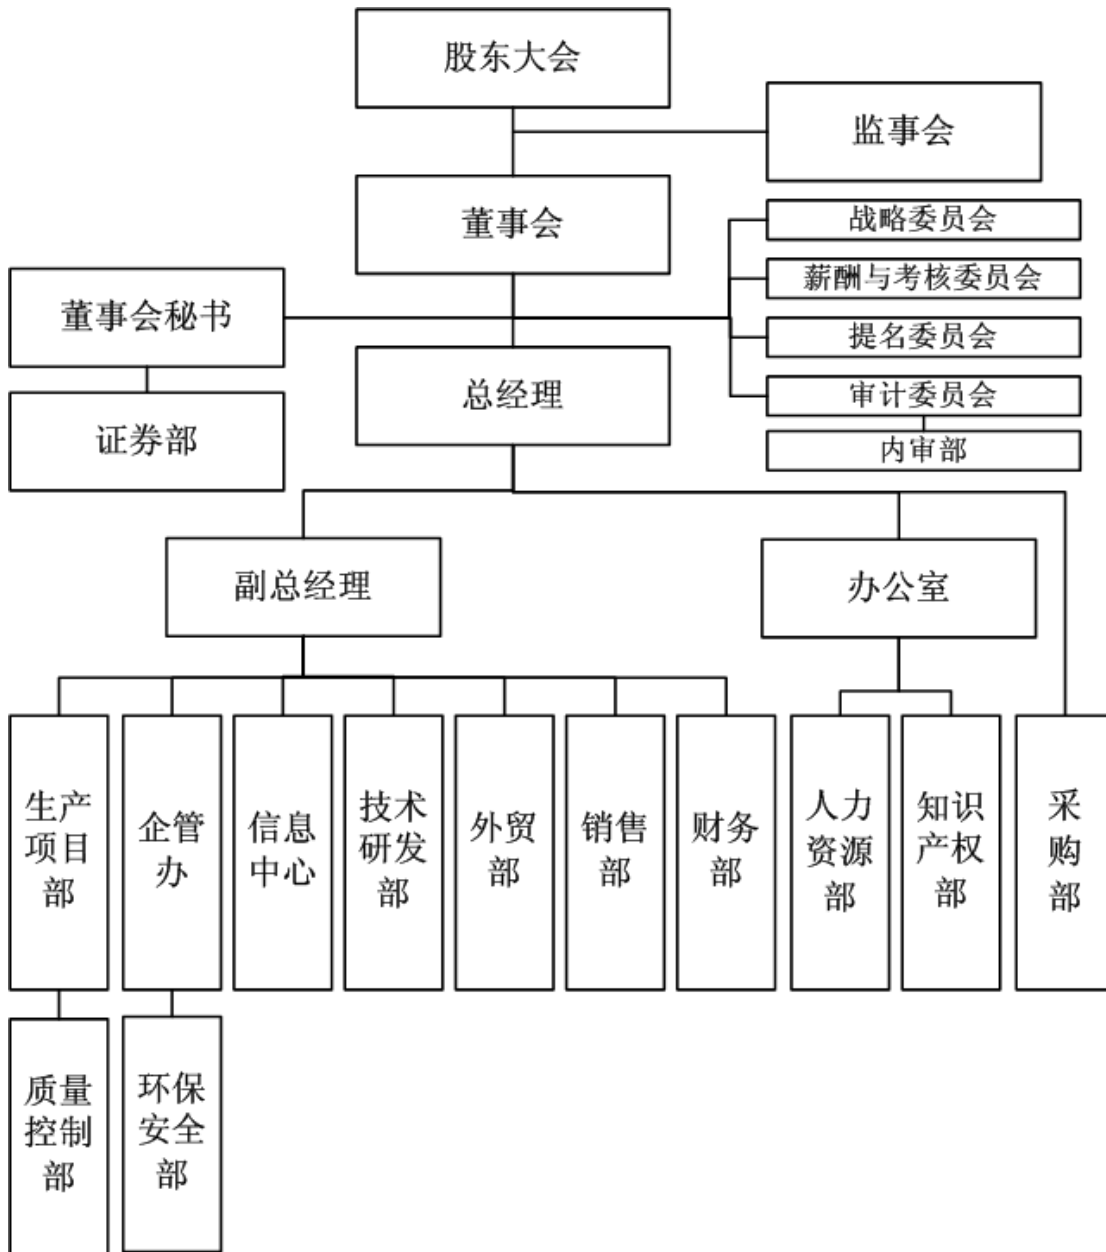 股东大会
监事会
董事会
战略委员会
薪酬与考核委员会
董事会秘书
提名委员会
总经理
审计委员会
证券部
内审部
副总经理
办公室
生产
项目
部
企管
办
信息
中心
技术
研发
部
外贸
部
销售
部
财务
部
人力
资源
部
知识
产权
部
采
购
部
质量
控制
部
环保
安全
部